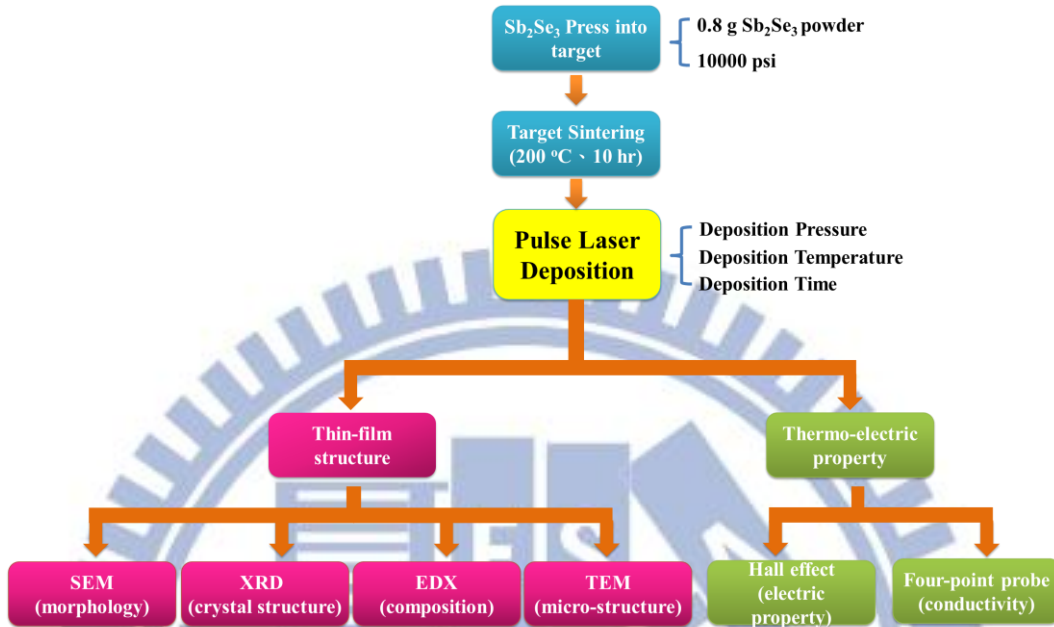 Sb₂Se₃ Press into
target
0.8 g Sb₂Se₃ powder
10000 psi
Target Sintering
(200 °C、10 hr)
Pulse Laser
Deposition
Deposition Pressure
Deposition Temperature
Deposition Time
Thin-film
structure
Thermo-electric
property
SEM
(morphology)
XRD
(crystal structure)
EDX
(composition)
TEM
(micro-structure)
Hall effect
(electric
property)
Four-point probe
(conductivity)